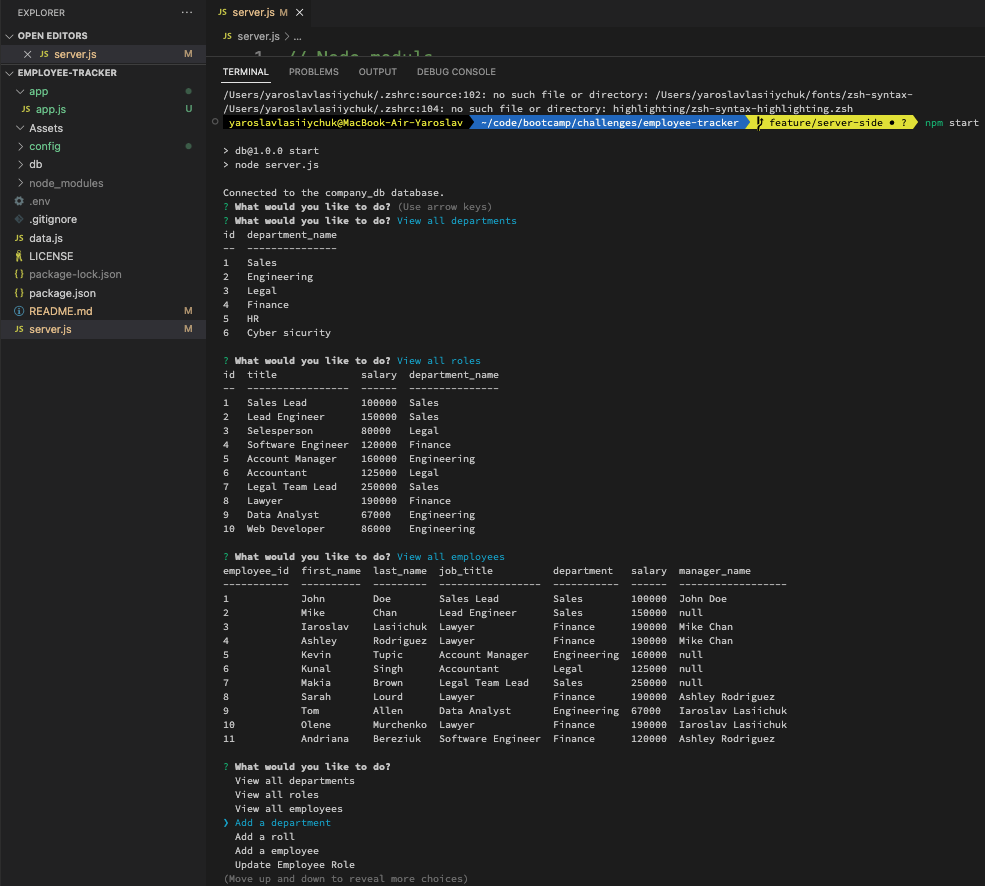 EXPLORER ...
OPEN EDITORS
JS server.js M
EMPLOYEE-TRACKER
app
JS app.js U
Assets
config
db
node_modules
.env
.gitignore
JS data.js
LICENSE
{} package-lock.json
{} package.json
README.md M
JS server.js M
JS server.js M
JS server.js > ...
1 // Node module
TERMINAL PROBLEMS OUTPUT DEBUG CONSOLE
/Users/yaroslavlasiiychuk/.zshrc:source:102: no such file or directory: /Users/yaroslavlasiiychuk/fonts/zsh-syntax-
/Users/yaroslavlasiiychuk/.zshrc:104: no such file or directory: highlighting/zsh-syntax-highlighting.zsh
yaroslavlasiiychuk@MacBook-Air-Yaroslav ~/code/bootcamp/challenges/employee-tracker feature/server-side ● ? npm start
> db@1.0.0 start
> node server.js
Connected to the company_db database.
? What would you like to do? (Use arrow keys)
? What would you like to do? View all departments
id department_name
-- ---------------
1 Sales
2 Engineering
3 Legal
4 Finance
5 HR
6 Cyber sicurity
? What would you like to do? View all roles
id title salary department_name
-- ----------------- ------ ---------------
1 Sales Lead 100000 Sales
2 Lead Engineer 150000 Sales
3 Selesperson 80000 Legal
4 Software Engineer 120000 Finance
5 Account Manager 160000 Engineering
6 Accountant 125000 Legal
7 Legal Team Lead 250000 Sales
8 Lawyer 190000 Finance
9 Data Analyst 67000 Engineering
10 Web Developer 86000 Engineering
? What would you like to do? View all employees
employee_id first_name last_name job_title department salary manager_name
----------- ---------- --------- ----------------- ----------- ------ ------------------
1 John Doe Sales Lead Sales 100000 John Doe
2 Mike Chan Lead Engineer Sales 150000 null
3 Iaroslav Lasiichuk Lawyer Finance 190000 Mike Chan
4 Ashley Rodriguez Lawyer Finance 190000 Mike Chan
5 Kevin Tupic Account Manager Engineering 160000 null
6 Kunal Singh Accountant Legal 125000 null
7 Makia Brown Legal Team Lead Sales 250000 null
8 Sarah Lourd Lawyer Finance 190000 Ashley Rodriguez
9 Tom Allen Data Analyst Engineering 67000 Iaroslav Lasiichuk
10 Olene Murchenko Lawyer Finance 190000 Iaroslav Lasiichuk
11 Andriana Bereziuk Software Engineer Finance 120000 Ashley Rodriguez
? What would you like to do?
View all departments
View all roles
View all employees
❯ Add a department
Add a roll
Add a employee
Update Employee Role
(Move up and down to reveal more choices)